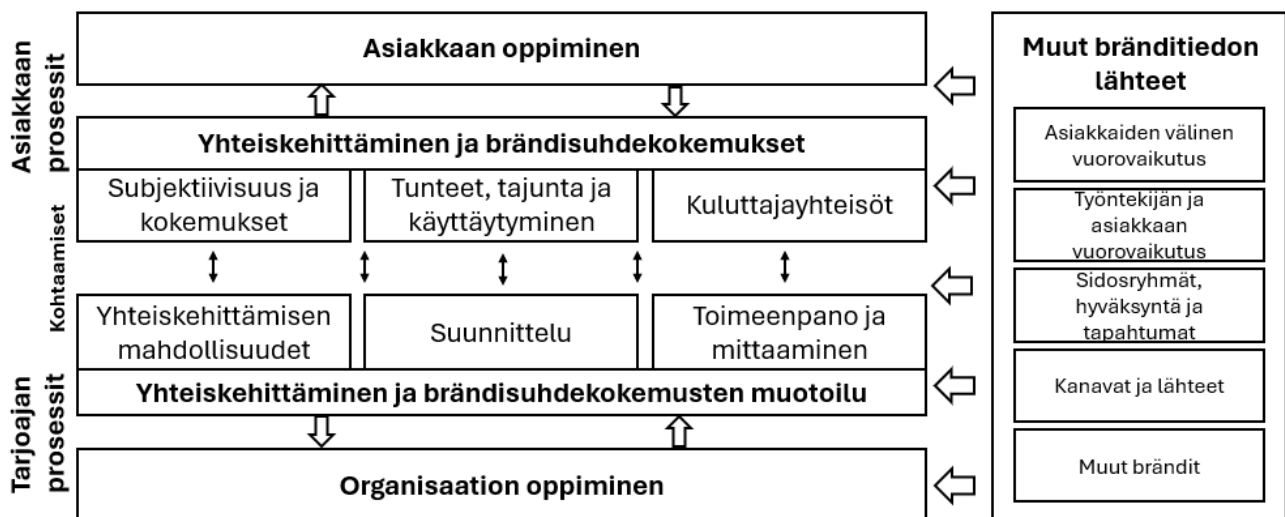 Asiakkaan
prosessit
Kohtaamiset
Tarjoajan
prosessit
Asiakkaan oppiminen
Yhteiskehittäminen ja brändisuhdekokemukset
Subjektiivisuus ja
kokemukset
Tunteet, tajunta ja
käyttäytyminen
Kuluttajayhteisöt
Yhteiskehittämisen
mahdollisuudet
Suunnittelu
Toimeenpano ja
mittaaminen
Yhteiskehittäminen ja brändisuhdekokemusten muotoilu
Organisaation oppiminen
Muut bränditiedon
lähteet
Asiakkaiden välinen
vuorovaikutus
Työntekijän ja
asiakkaan
vuorovaikutus
Sidosryhmät,
hyväksyntä ja
tapahtumat
Kanavat ja lähteet
Muut brändit